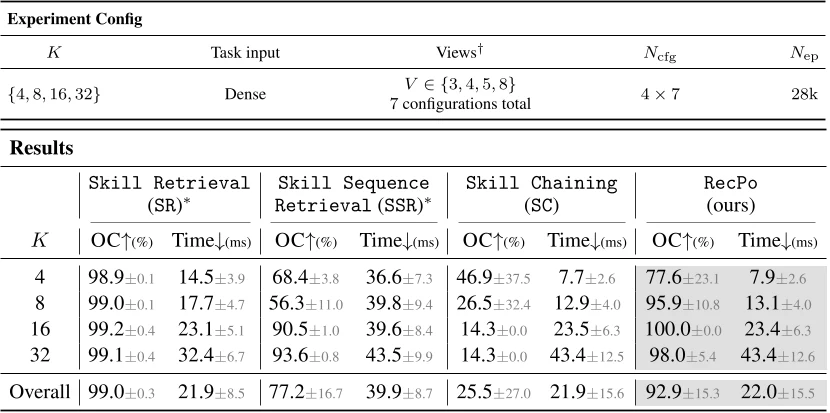 Experiment Config
K Task input Views† N_cfg N_ep
{4, 8, 16, 32} Dense V ∈ {3, 4, 5, 8} 4 × 7 28k
7 configurations total
Results
Skill Retrieval Skill Sequence Skill Chaining RecPo
(SR)* Retrieval (SSR)* (SC) (ours)
K OC↑(%) Time↓(ms) OC↑(%) Time↓(ms) OC↑(%) Time↓(ms) OC↑(%) Time↓(ms)
4 98.9±0.1 14.5±3.9 68.4±3.8 36.6±7.3 46.9±37.5 7.7±2.6 77.6±23.1 7.9±2.6
8 99.0±0.1 17.7±4.7 56.3±11.0 39.8±9.4 26.5±32.4 12.9±4.0 95.9±10.8 13.1±4.0
16 99.2±0.4 23.1±5.1 90.5±1.0 39.6±8.4 14.3±0.0 23.5±6.3 100.0±0.0 23.4±6.3
32 99.1±0.4 32.4±6.7 93.6±0.8 43.5±9.9 14.3±0.0 43.4±12.5 98.0±5.4 43.4±12.6
Overall 99.0±0.3 21.9±8.5 77.2±16.7 39.9±8.7 25.5±27.0 21.9±15.6 92.9±15.3 22.0±15.5